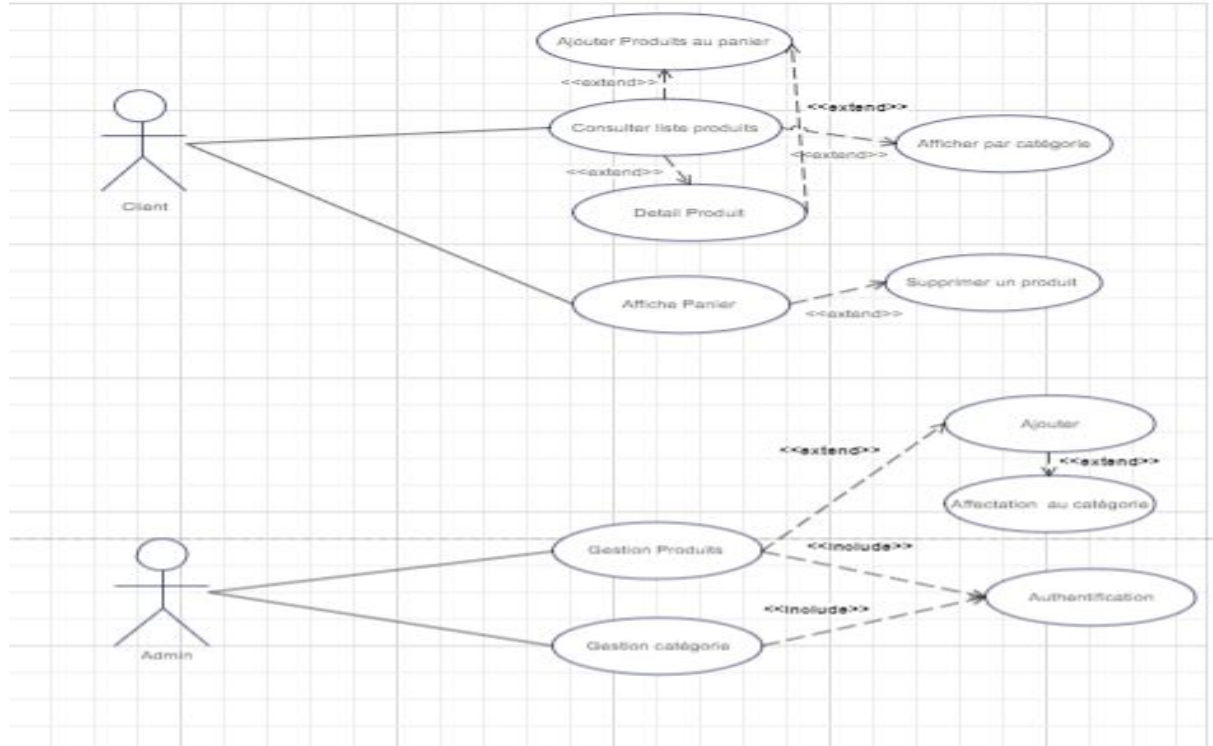 Ajouter Produits au panier
<<extend>>
<<extend>>
Consulter liste produits
Afficher par catégorie
<<extend>>
<<extend>>
Client
Detail Produit
Affiche Panier
Supprimer un produit
<<extend>>
Ajouter
<<extend>>
<<extend>>
Affectation au catégorie
Gestion Produits
<<include>>
Authentification
<<include>>
Gestion catégorie
Admin